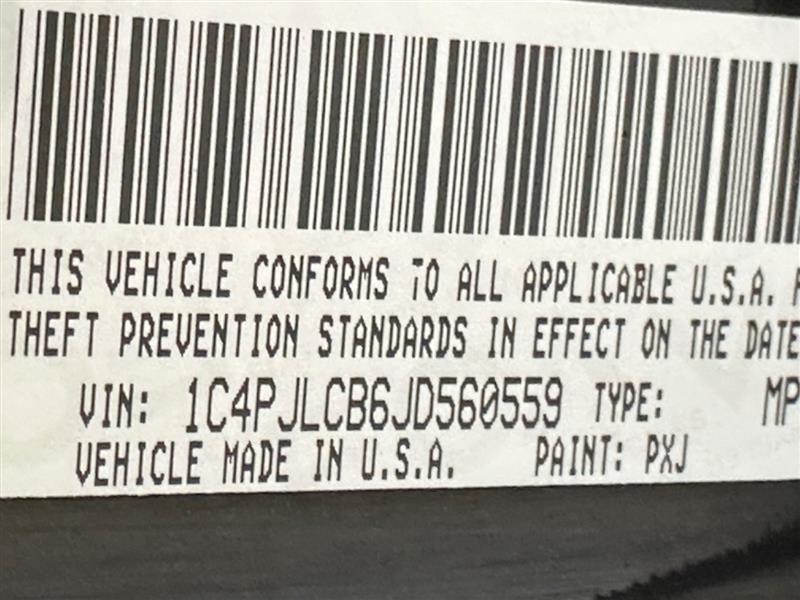 THIS VEHICLE CONFORMS TO ALL APPLICABLE U.S.A.
THEFT PREVENTION STANDARDS IN EFFECT ON THE DATE
VIN: 1C4PJLCB6JD560559 TYPE: MP
VEHICLE MADE IN U.S.A. PAINT: PXJ